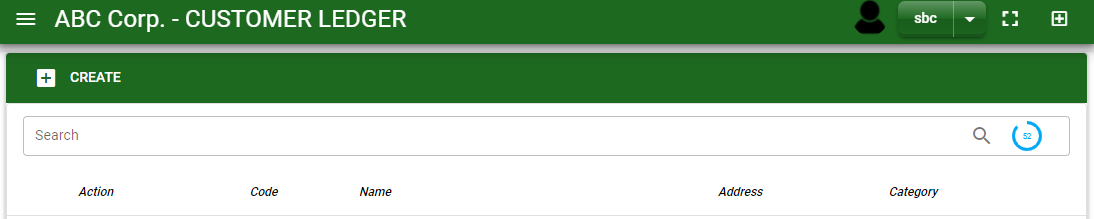 ABC Corp. - CUSTOMER LEDGER sbc
CREATE
Search 52
Action Code Name Address Category